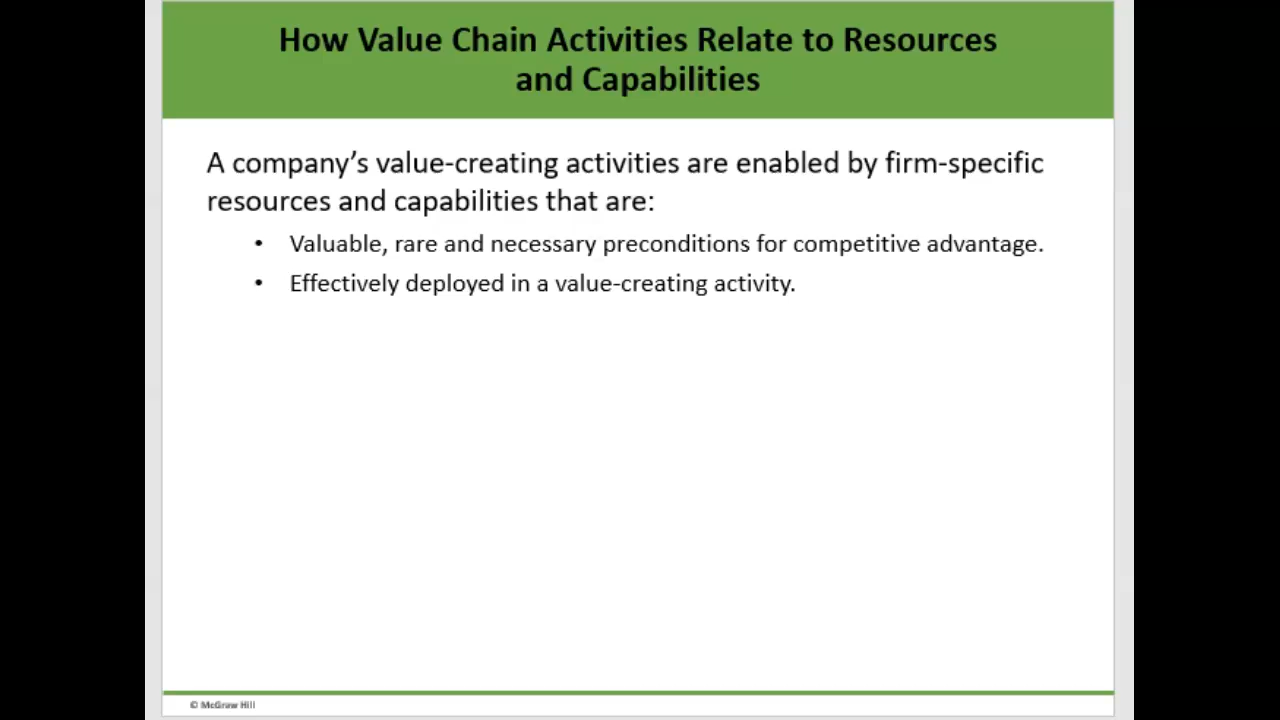 How Value Chain Activities Relate to Resources
and Capabilities
A company’s value-creating activities are enabled by firm-specific
resources and capabilities that are:
• Valuable, rare and necessary preconditions for competitive advantage.
• Effectively deployed in a value-creating activity.
© McGraw Hill